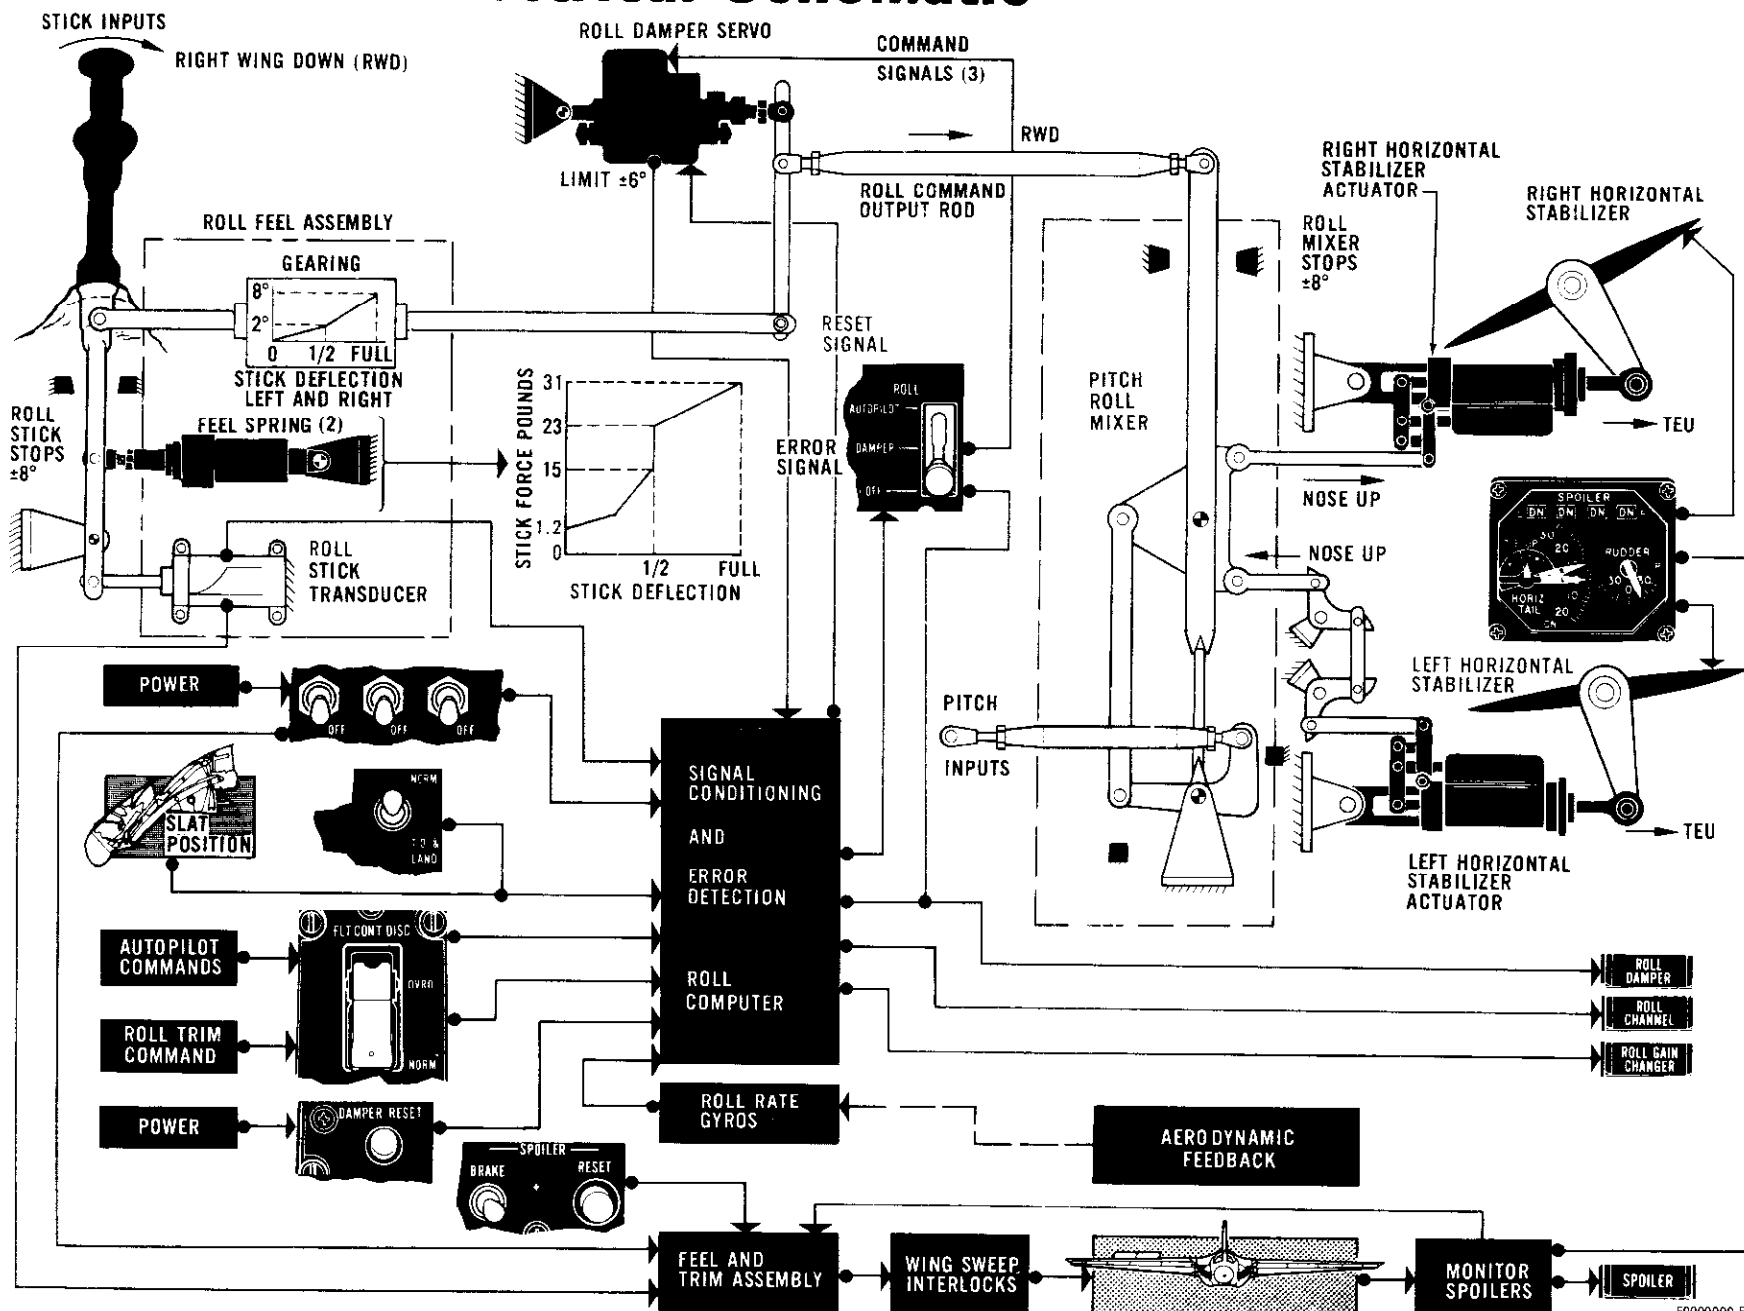 STICK INPUTS
RIGHT WING DOWN (RWD)
ROLL DAMPER SERVO
COMMAND
SIGNALS (3)
LIMIT ±6°
RWD
ROLL COMMAND
OUTPUT ROD
RIGHT HORIZONTAL
STABILIZER
ACTUATOR
RIGHT HORIZONTAL
STABILIZER
ROLL
MIXER
STOPS
±8°
ROLL FEEL ASSEMBLY
GEARING
8°
2°
0 1/2 FULL
STICK DEFLECTION
LEFT AND RIGHT
ROLL
STICK
STOPS
±8°
FEEL SPRING (2)
STICK FORCE POUNDS
31
23
15
1.2
0
1/2 FULL
STICK DEFLECTION
RESET
SIGNAL
ERROR
SIGNAL
ROLL
AUTOPILOT
DAMPER
OFF
PITCH
ROLL
MIXER
TEU
NOSE UP
NOSE UP
SPOILER
DN DN DN DN
RUDDER
30
20
10
20
DN
30 0 30
HORIZ
TAIL
ROLL
STICK
TRANSDUCER
LEFT HORIZONTAL
STABILIZER
TEU
LEFT HORIZONTAL
STABILIZER
ACTUATOR
PITCH
INPUTS
POWER
OFF OFF OFF
SLAT
POSITION
NORM
T.O &
LAND
AUTOPILOT
COMMANDS
ROLL TRIM
COMMAND
FLT CONT DISC
OVRD
NORM
POWER
DAMPER RESET
SPOILER
BRAKE RESET
SIGNAL
CONDITIONING
AND
ERROR
DETECTION
ROLL
COMPUTER
ROLL RATE
GYROS
AERODYNAMIC
FEEDBACK
ROLL
DAMPER
ROLL
CHANNEL
ROLL GAIN
CHANGER
FEEL AND
TRIM ASSEMBLY
WING SWEEP
INTERLOCKS
MONITOR
SPOILERS
SPOILER